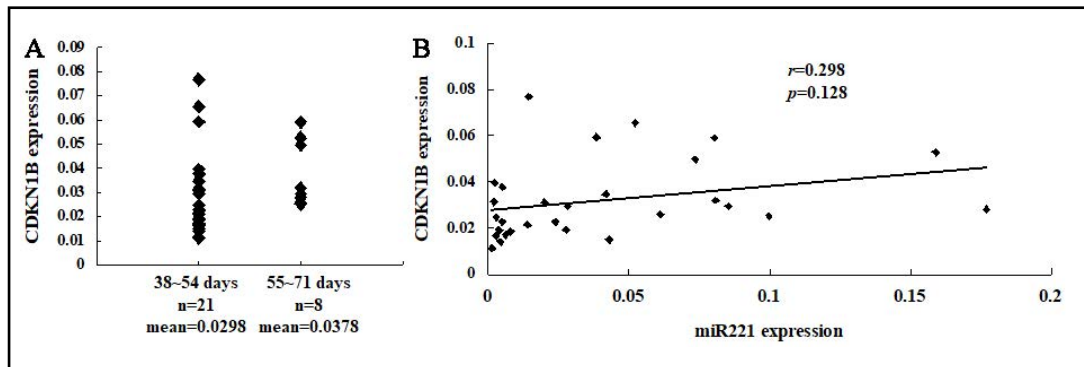 A
CDKN1B expression
0.09
0.08
0.07
0.06
0.05
0.04
0.03
0.02
0.01
0
38~54 days
n=21
mean=0.0298
55~71 days
n=8
mean=0.0378
B
CDKN1B expression
0.1
0.08
0.06
0.04
0.02
0
r=0.298
p=0.128
0
0.05
0.1
0.15
0.2
miR221 expression